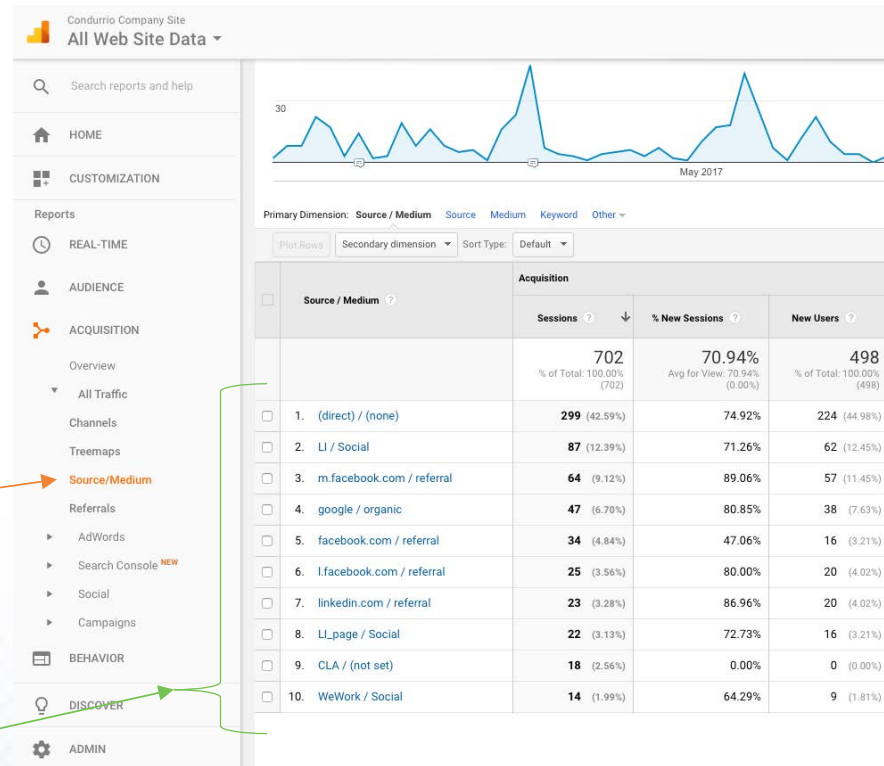 Condurrio Company Site
All Web Site Data
Search reports and help
HOME
CUSTOMIZATION
Reports
REAL-TIME
AUDIENCE
ACQUISITION
Overview
All Traffic
Channels
Treemaps
Source/Medium
Referrals
AdWords
Search Console NEW
Social
Campaigns
BEHAVIOR
DISCOVER
ADMIN
30
May 2017
Primary Dimension: Source / Medium Source Medium Keyword Other
Plot Rows Secondary dimension Sort Type: Default
Acquisition
Source / Medium ?
Sessions ? % New Sessions ? New Users ?
702 70.94% 498
% of Total: 100.00% Avg for View: 70.94% % of Total: 100.00%
(702) (0.00%) (498)
1. (direct) / (none) 299 (42.59%) 74.92% 224 (44.98%)
2. LI / Social 87 (12.39%) 71.26% 62 (12.45%)
3. m.facebook.com / referral 64 (9.12%) 89.06% 57 (11.45%)
4. google / organic 47 (6.70%) 80.85% 38 (7.63%)
5. facebook.com / referral 34 (4.84%) 47.06% 16 (3.21%)
6. l.facebook.com / referral 25 (3.56%) 80.00% 20 (4.02%)
7. linkedin.com / referral 23 (3.28%) 86.96% 20 (4.02%)
8. LI_page / Social 22 (3.13%) 72.73% 16 (3.21%)
9. CLA / (not set) 18 (2.56%) 0.00% 0 (0.00%)
10. WeWork / Social 14 (1.99%) 64.29% 9 (1.81%)